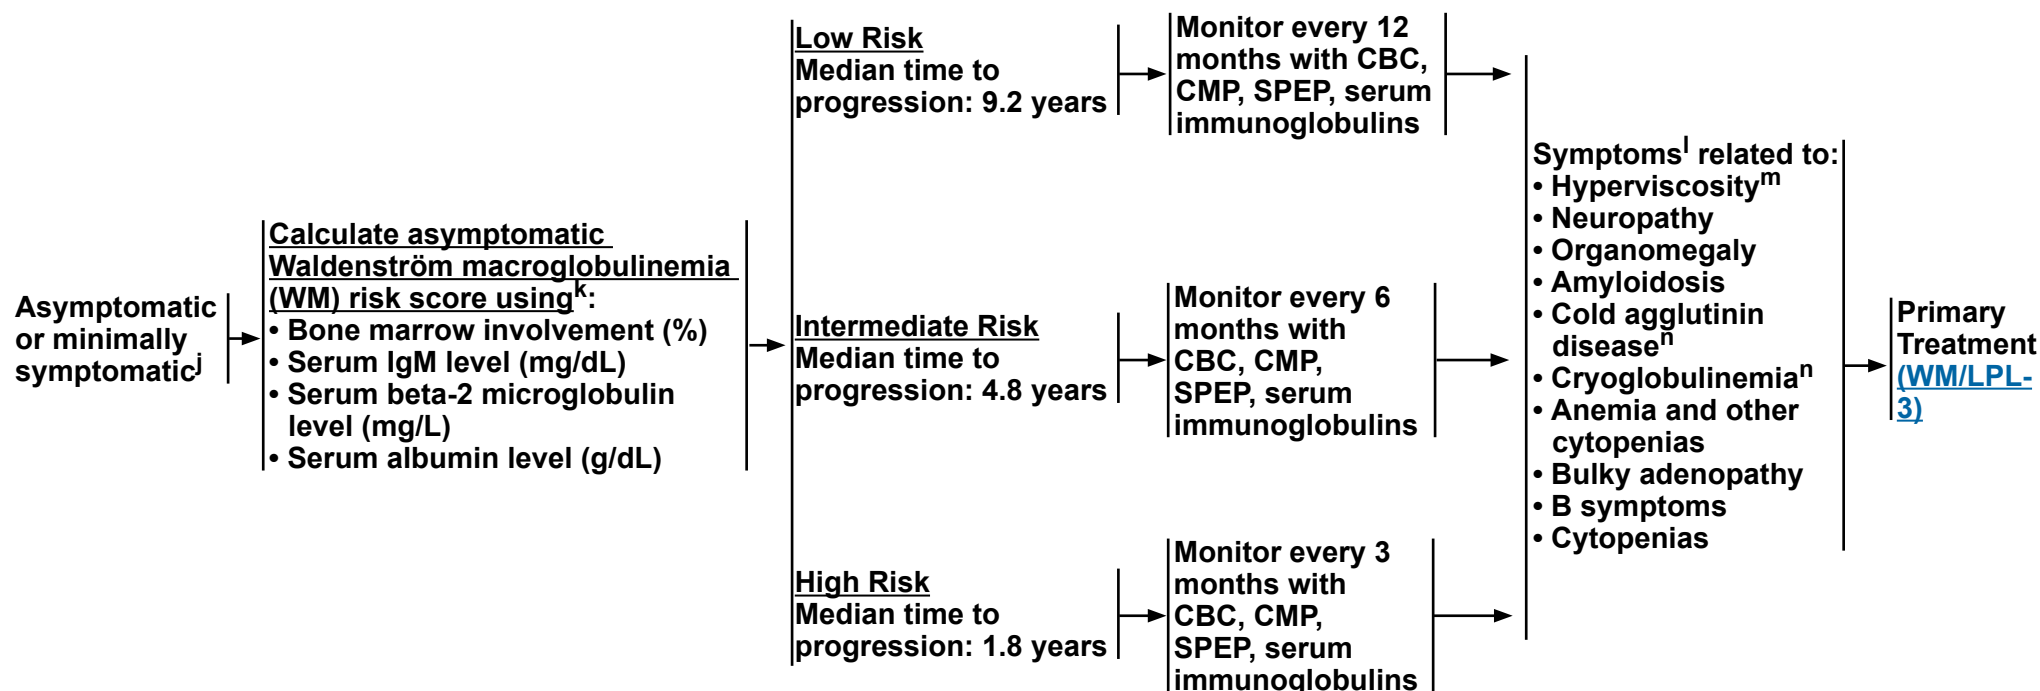 Asymptomatic
or minimally
symptomaticj
Calculate asymptomatic
Waldenström macroglobulinemia
(WM) risk score usingk:
• Bone marrow involvement (%)
• Serum IgM level (mg/dL)
• Serum beta-2 microglobulin
level (mg/L)
• Serum albumin level (g/dL)
Low Risk
Median time to
progression: 9.2 years
Monitor every 12
months with CBC,
CMP, SPEP, serum
immunoglobulins
Intermediate Risk
Median time to
progression: 4.8 years
Monitor every 6
months with
CBC, CMP,
SPEP, serum
immunoglobulins
High Risk
Median time to
progression: 1.8 years
Monitor every 3
months with
CBC, CMP,
SPEP, serum
immunoglobulins
Symptomsl related to:
• Hyperviscositym
• Neuropathy
• Organomegaly
• Amyloidosis
• Cold agglutinin
diseasen
• Cryoglobulinemian
• Anemia and other
cytopenias
• Bulky adenopathy
• B symptoms
• Cytopenias
Primary
Treatment
(WM/LPL-
3)